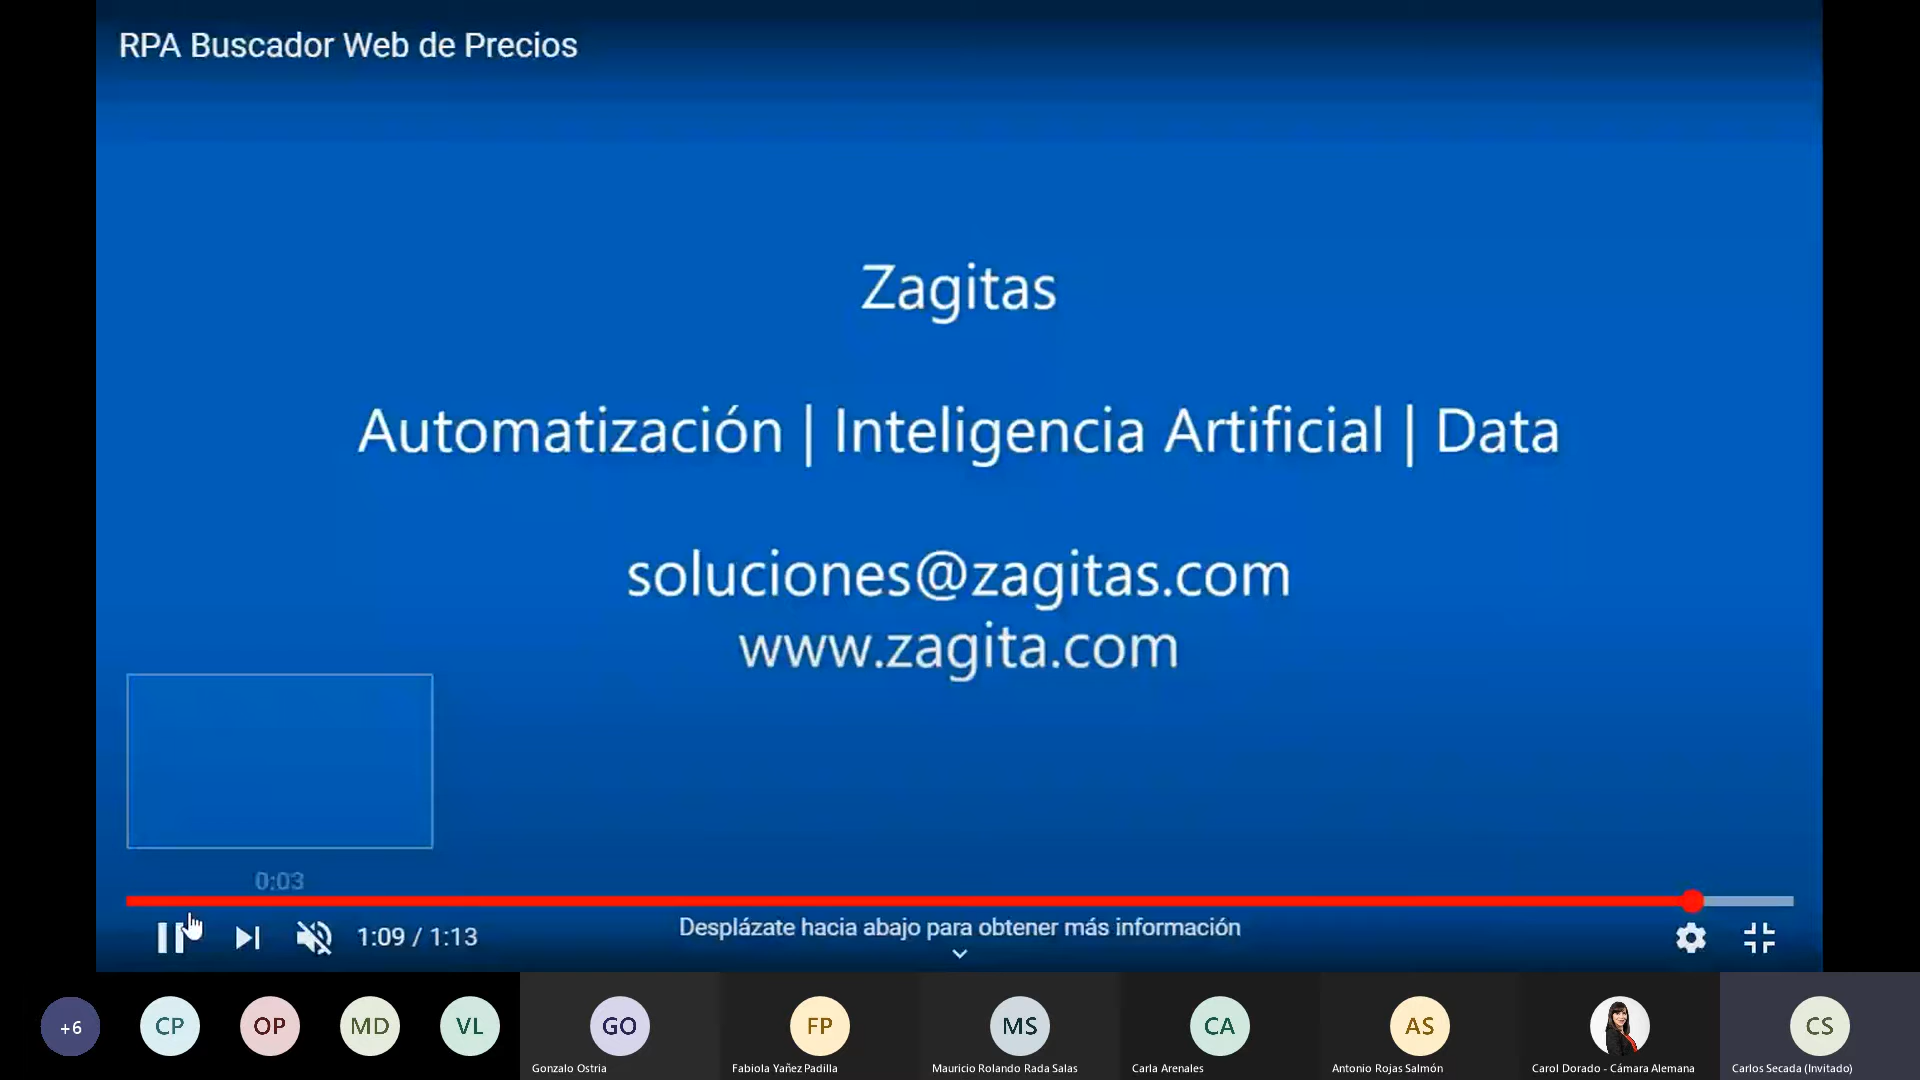 RPA Buscador Web de Precios
Zagitas
Automatización | Inteligencia Artificial | Data
soluciones@zagitas.com
www.zagita.com
0:03
1:09 / 1:13
Desplázate hacia abajo para obtener más información
+6
CP
OP
MD
VL
GO
FP
MS
CA
AS
CS
Gonzalo Ostria
Fabiola Yañez Padilla
Mauricio Rolando Rada Salas
Carla Arenales
Antonio Rojas Salmón
Carol Dorado - Cámara Alemana
Carlos Secada (Invitado)